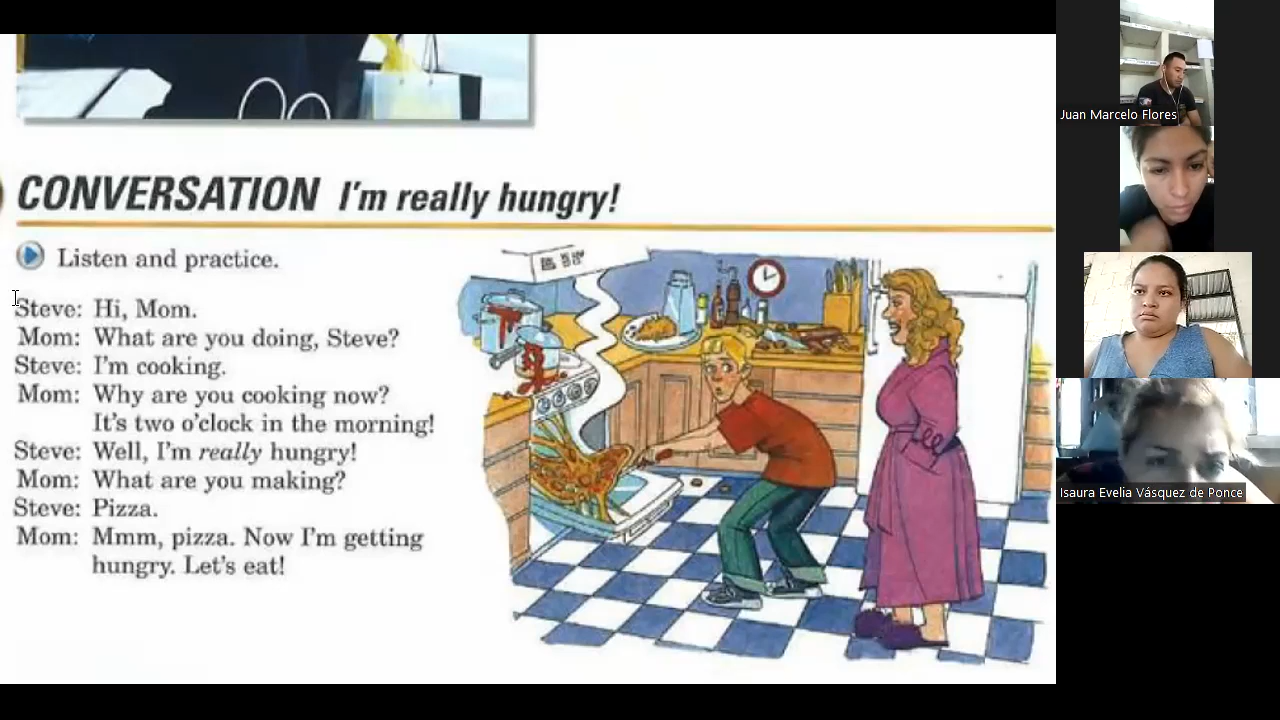 CONVERSATION I'm really hungry!
Listen and practice.
Steve: Hi, Mom.
Mom: What are you doing, Steve?
Steve: I'm cooking.
Mom: Why are you cooking now?
It's two o'clock in the morning!
Steve: Well, I'm really hungry!
Mom: What are you making?
Steve: Pizza.
Mom: Mmm, pizza. Now I'm getting
hungry. Let's eat!
Juan Marcelo Flores
Isaura Evelia Vásquez de Ponce